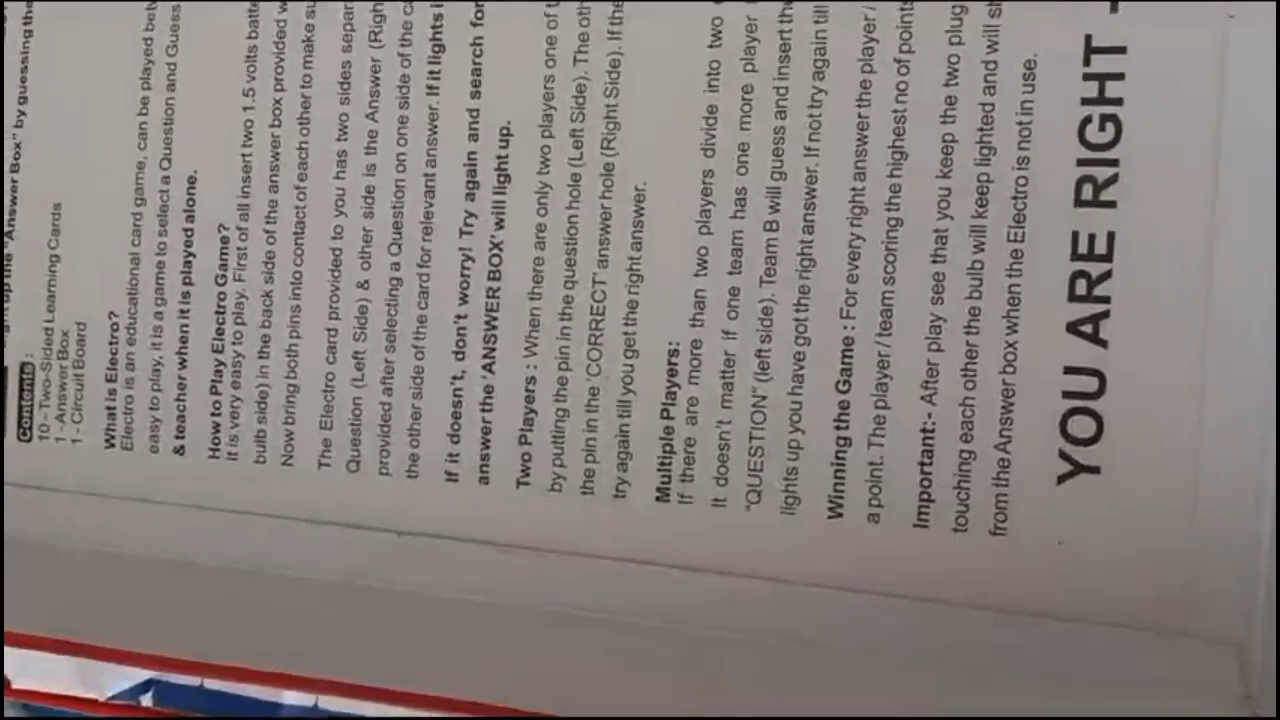 the "Answer Box" by guessing the
Contents :
10 - Two-Sided Learning Cards
1 - Answer Box
1 - Circuit Board
What is Electro?
Electro is an educational card game, can be played
easy to play. it is a game to select a Question and Guess
& teacher when it is played alone.
How to Play Electro Game?
It is very easy to play. First of all insert two 1.5 volts
bulb side) in the back side of the answer box provided
Now bringing both pins into contact of each other to make
The Electro card provided to you has two sides
Question (Left Side) & other side is the Answer
provided after selecting a Question on one side of the
the other side of the card for relevant answer. If it lights
If it doesn't, don't worry! Try again and search for
answer the 'ANSWER BOX' will light up.
Two Players : When there are only two players one of
by putting the pin in the question hole (Left Side). The
the pin in the 'CORRECT' answer hole (Right Side). If the
try again till you get the right answer.
Multiple Players:
If there are more than two players divide into two
It doesn't matter if one team has one more player
"QUESTION" (left side). Team B will guess and insert the
lights up you have got the right answer. If not try again till
Winning the Game : For every right answer the player /
a point. The player / team scoring the highest no of points
Important:- After play see that you keep the two
touching each other the bulb will keep lighted and will
from the Answer box when the Electro is not in use.
YOU ARE RIGHT -